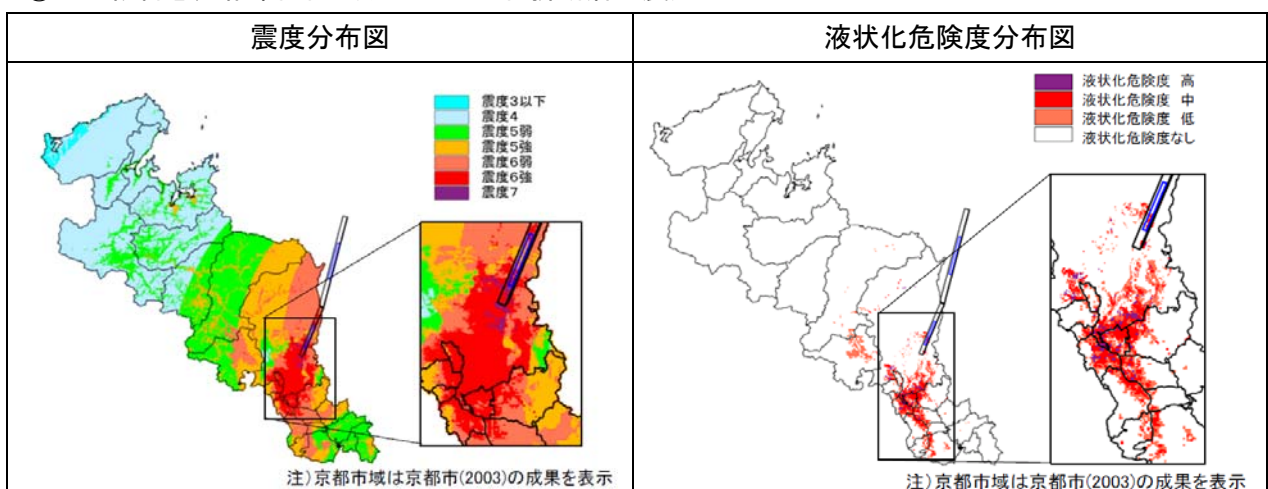 震度分布図
液状化危険度分布図
震度3以下
震度4
震度5弱
震度5強
震度6弱
震度6強
震度7
注)京都市域は京都市(2003)の成果を表示
液状化危険度 高
液状化危険度 中
液状化危険度 低
液状化危険度なし
注)京都市域は京都市(2003)の成果を表示